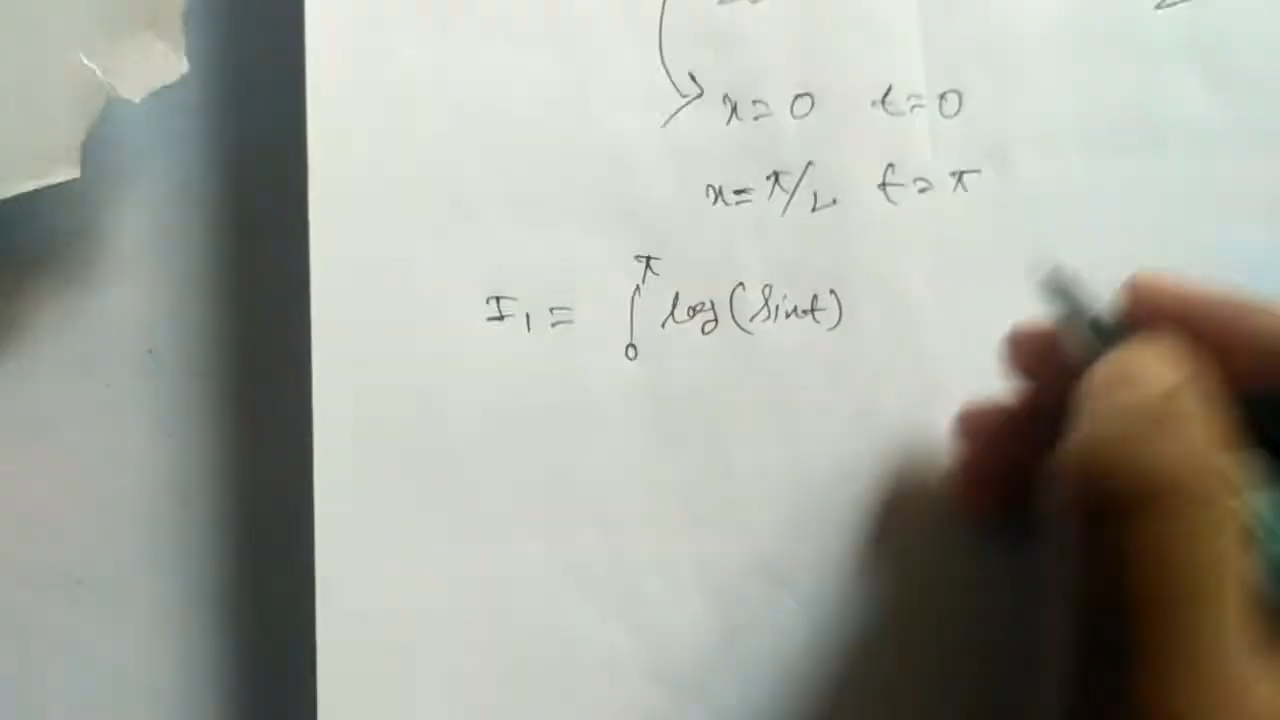 x=0 t=0
x=π/2 t=π
I₁ = ∫₀^π log(sint)